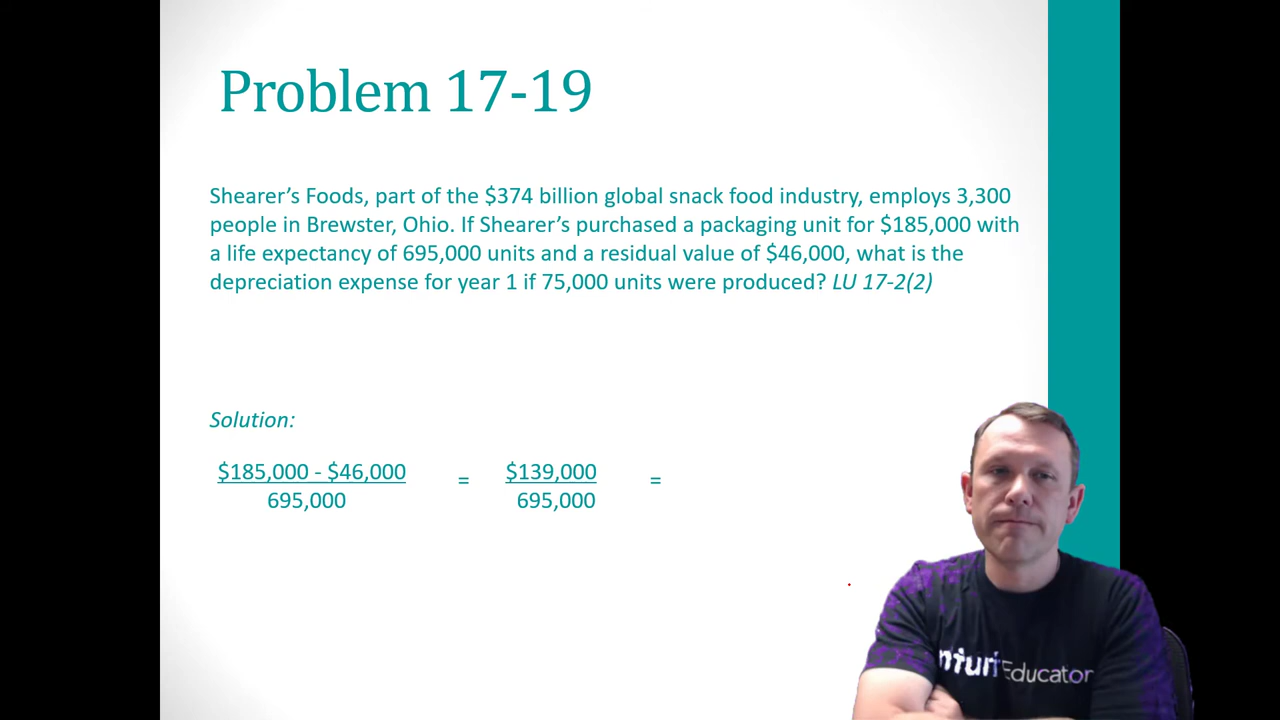 Problem 17-19
Shearer’s Foods, part of the $374 billion global snack food industry, employs 3,300
people in Brewster, Ohio. If Shearer’s purchased a packaging unit for $185,000 with
a life expectancy of 695,000 units and a residual value of $46,000, what is the
depreciation expense for year 1 if 75,000 units were produced? LU 17-2(2)
Solution:
$185,000 - $46,000
695,000
=
$139,000
695,000
=
ntuit Educator